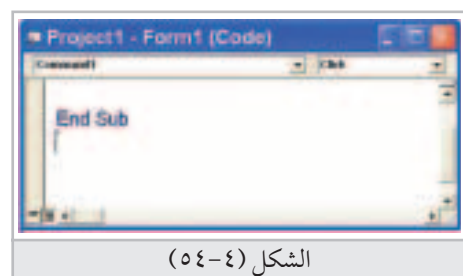 Project1 - Form1 (Code)
Command1 Click
End Sub
الشكل (٤-٥٤)